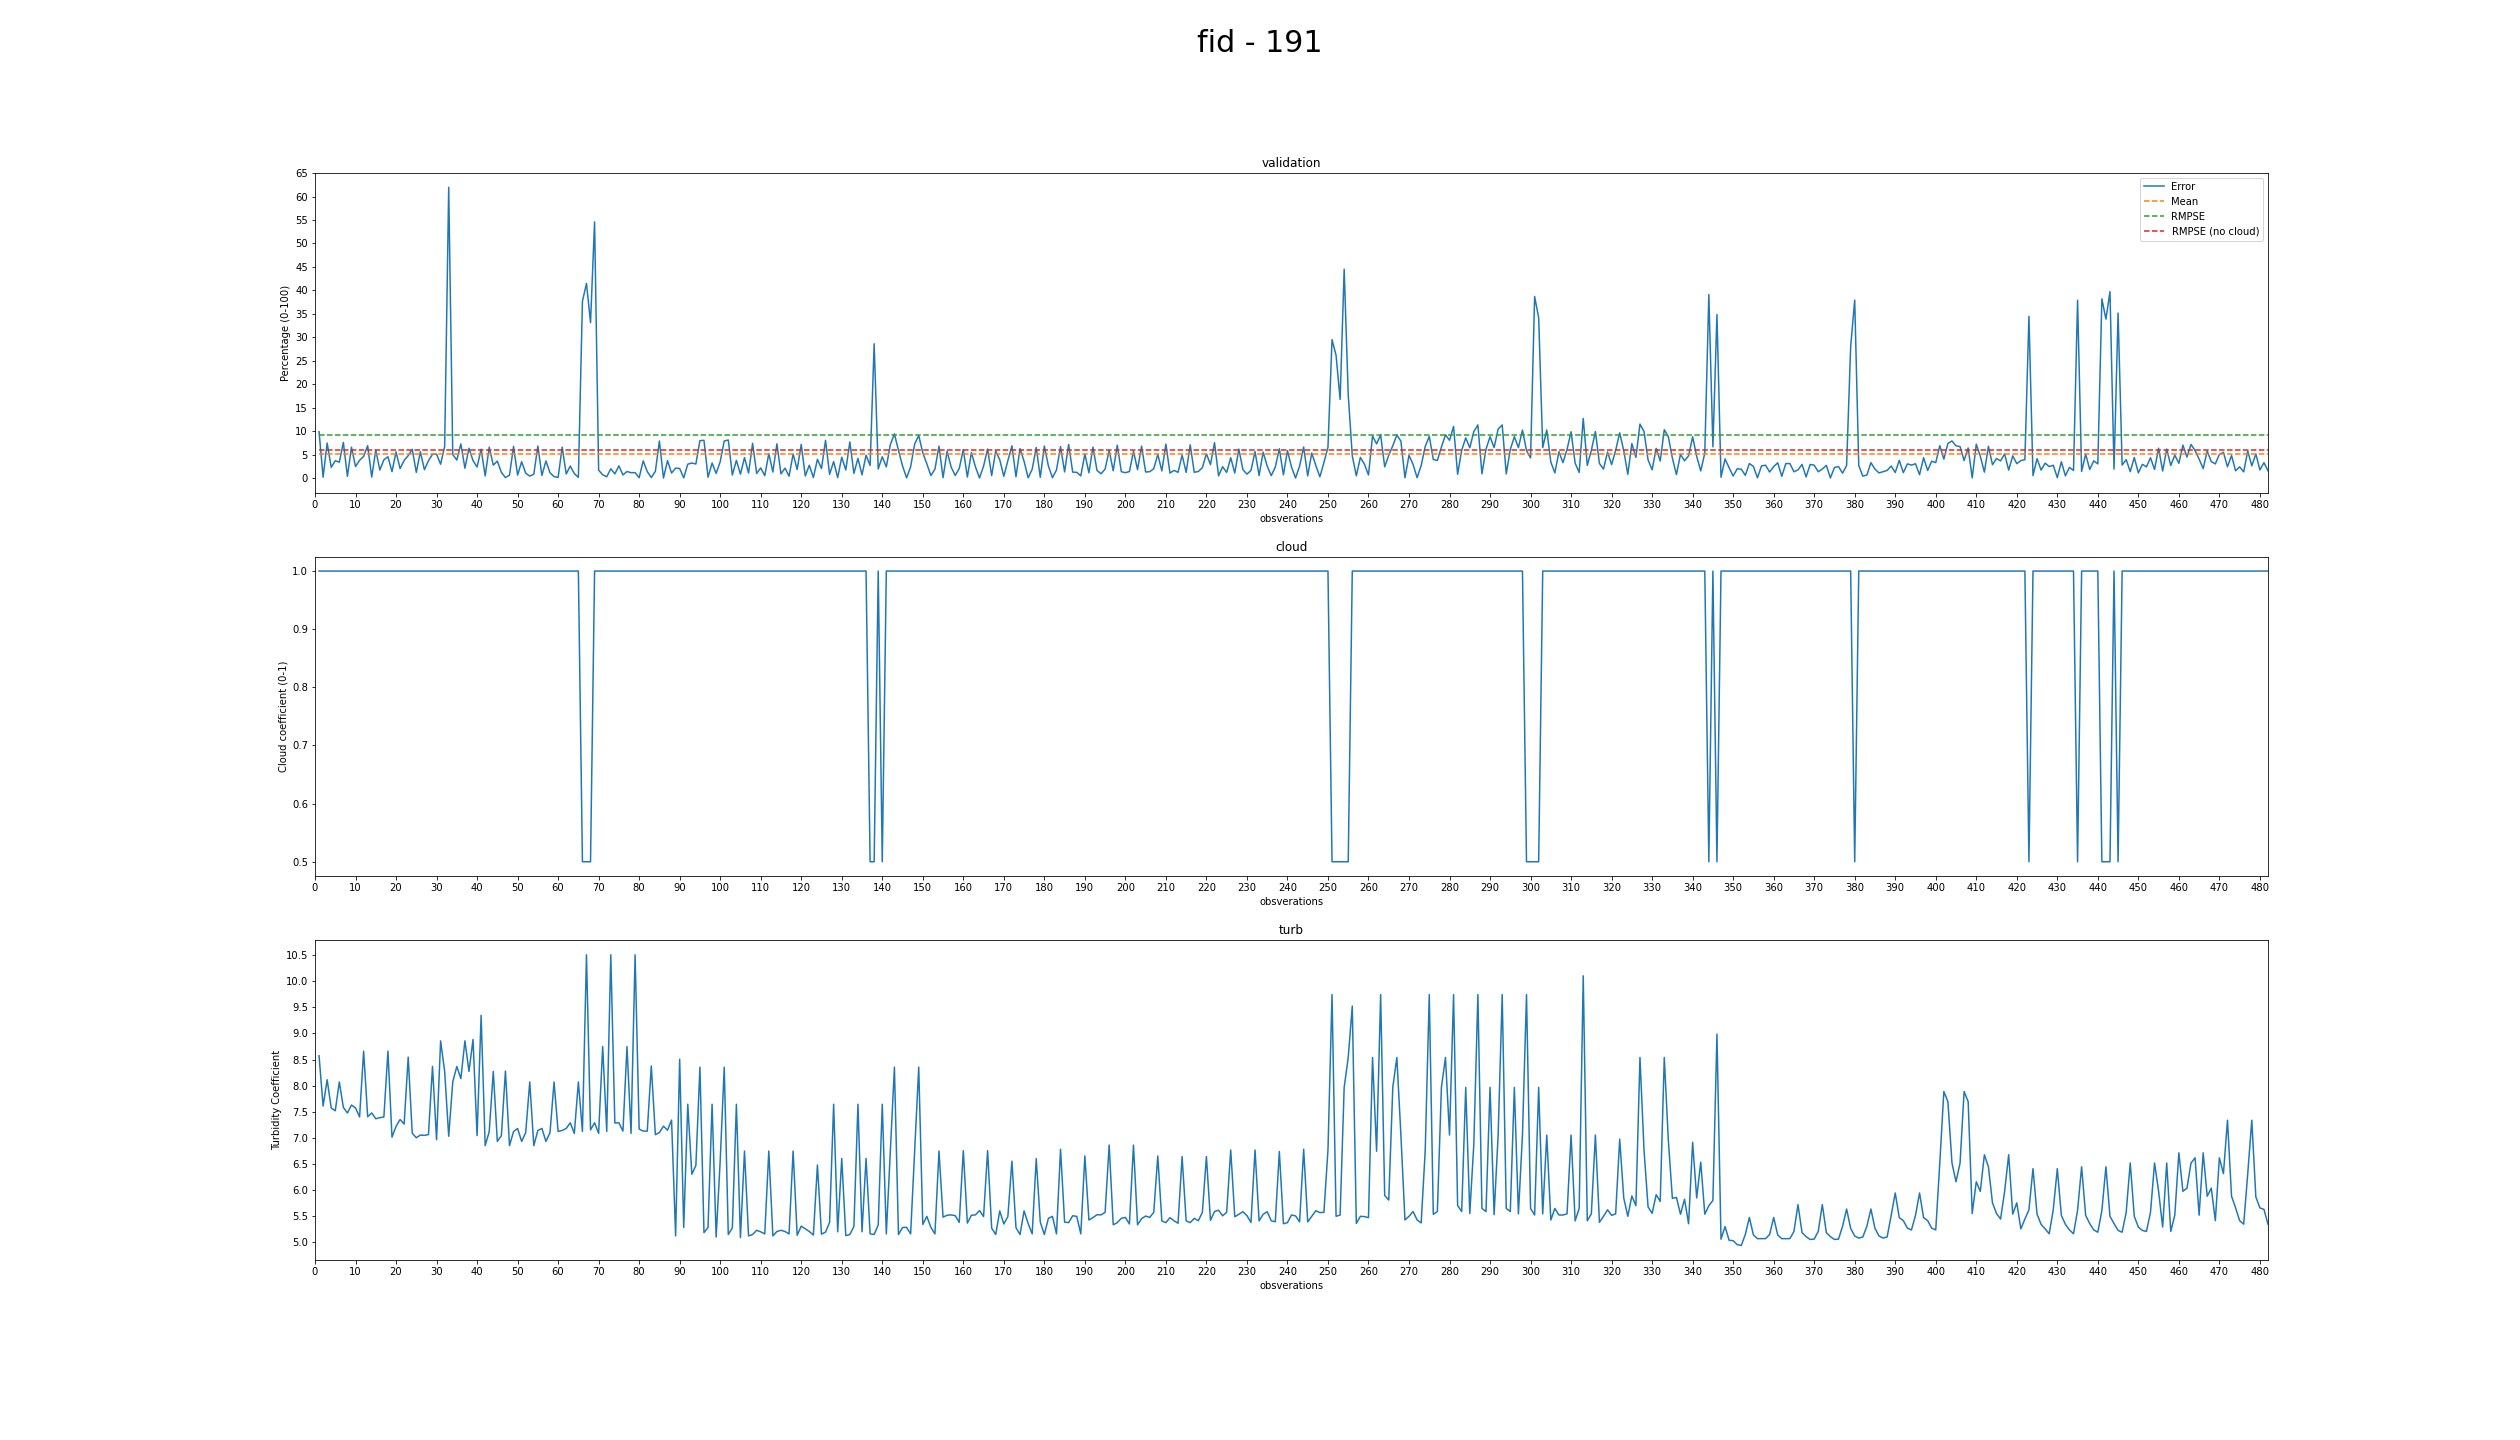 fid - 191
validation
65
60
55
50
45
40
35
30
25
20
15
10
5
0
Percentage (0-100)
Error
Mean
RMPSE
RMPSE (no cloud)
0 10 20 30 40 50 60 70 80 90 100 110 120 130 140 150 160 170 180 190 200 210 220 230 240 250 260 270 280 290 300 310 320 330 340 350 360 370 380 390 400 410 420 430 440 450 460 470 480
obsverations
cloud
1.0
0.9
0.8
0.7
0.6
0.5
Cloud coefficient (0-1)
0 10 20 30 40 50 60 70 80 90 100 110 120 130 140 150 160 170 180 190 200 210 220 230 240 250 260 270 280 290 300 310 320 330 340 350 360 370 380 390 400 410 420 430 440 450 460 470 480
obsverations
turb
10.5
10.0
9.5
9.0
8.5
8.0
7.5
7.0
6.5
6.0
5.5
5.0
Turbidity Coefficient
0 10 20 30 40 50 60 70 80 90 100 110 120 130 140 150 160 170 180 190 200 210 220 230 240 250 260 270 280 290 300 310 320 330 340 350 360 370 380 390 400 410 420 430 440 450 460 470 480
obsverations